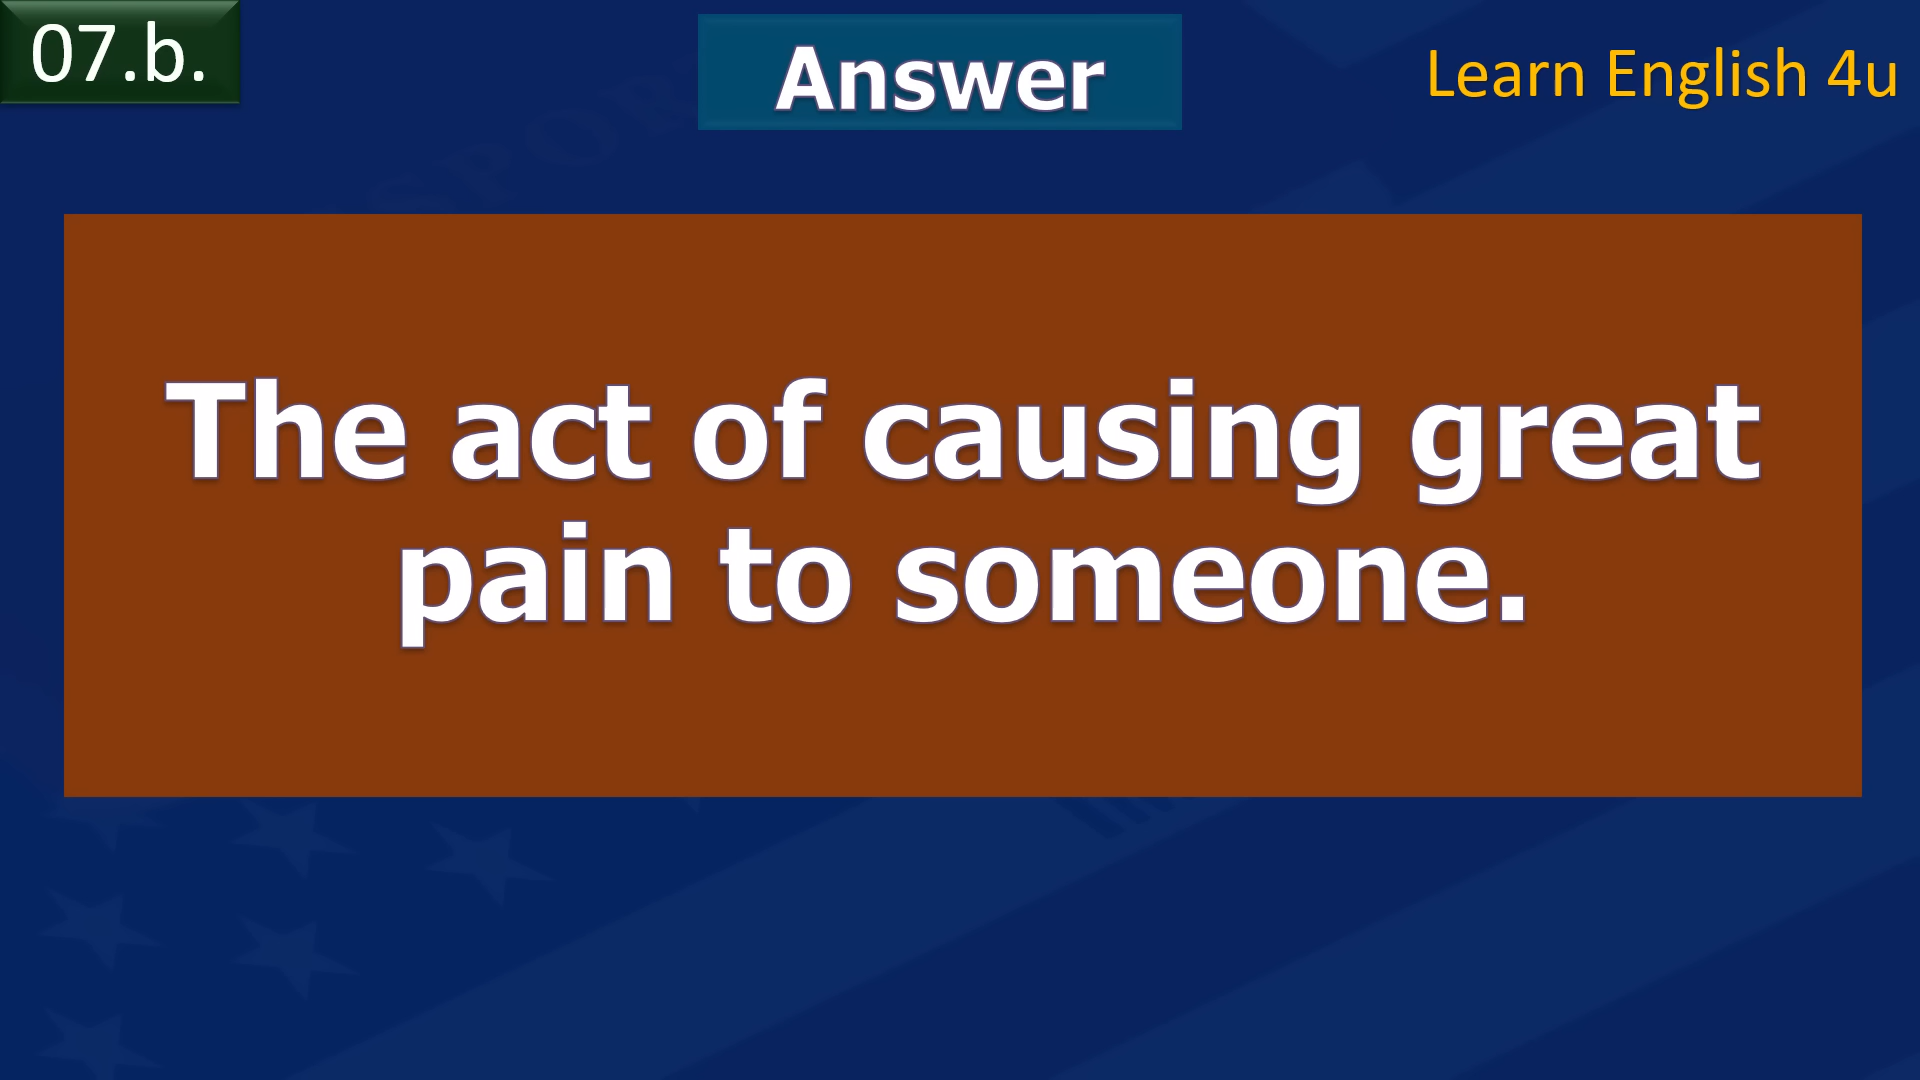 07.b.
Answer
Learn English 4u
The act of causing great
pain to someone.